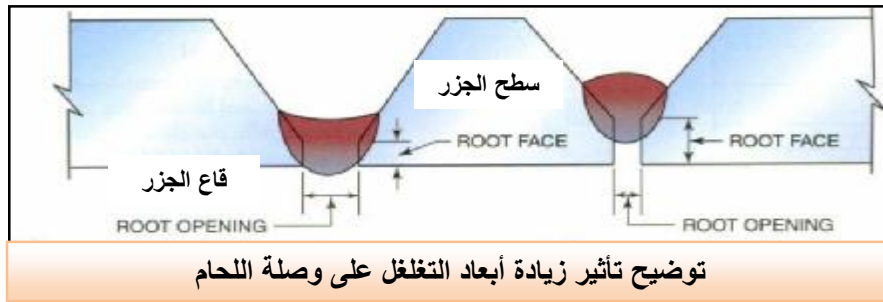 سطح الجزر
ROOT FACE
ROOT FACE
قاع الجزر
ROOT OPENING
ROOT OPENING
توضيح تأثير زيادة أبعاد التغلغل على وصلة اللحام